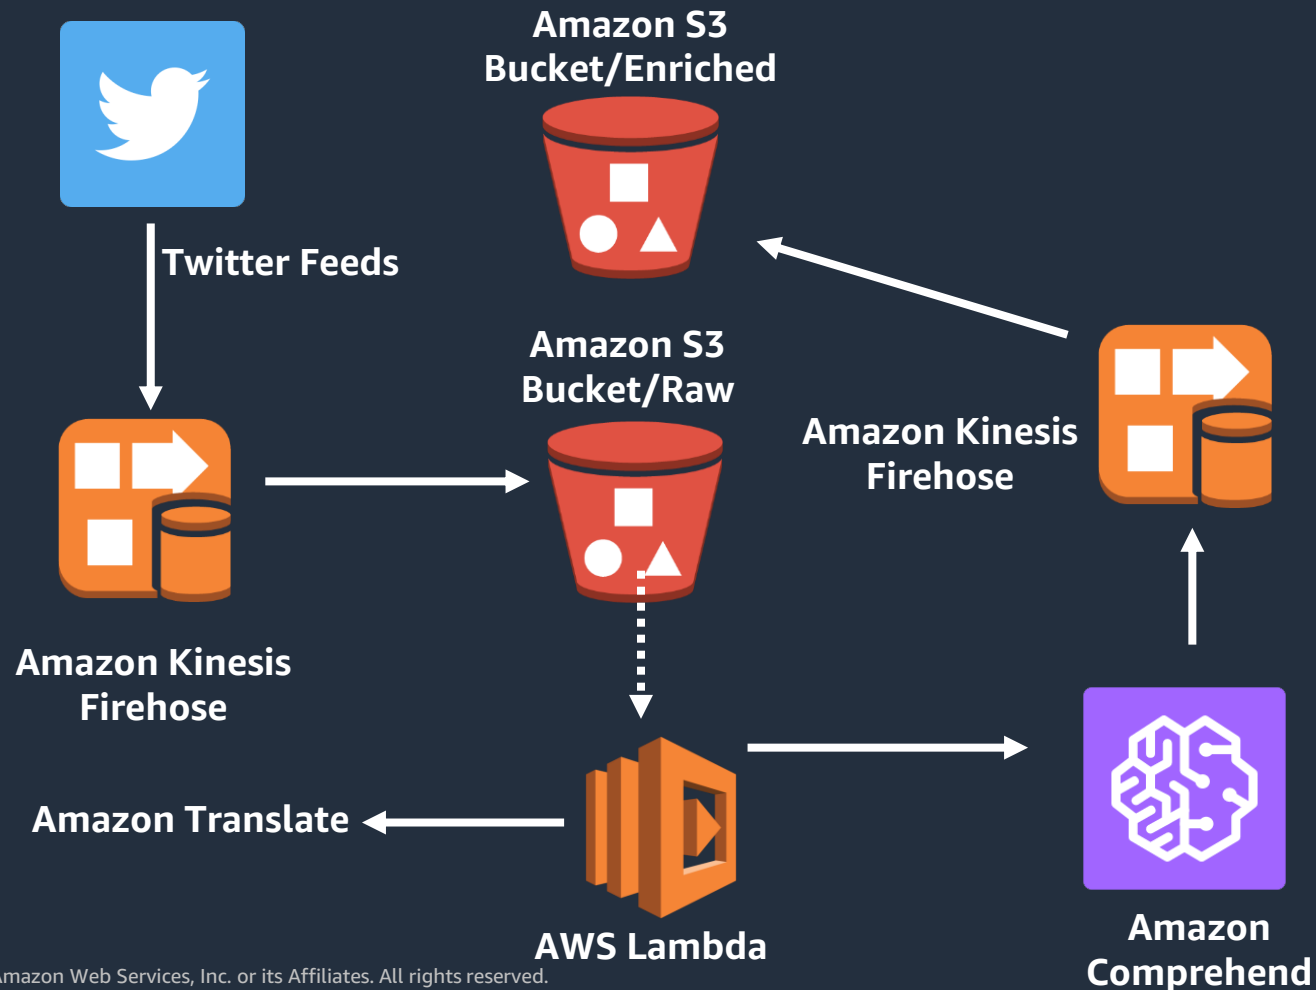 Amazon S3
Bucket/Enriched
Twitter Feeds
Amazon S3
Bucket/Raw
Amazon Kinesis
Firehose
Amazon Kinesis
Firehose
Amazon Translate
AWS Lambda
Amazon
Comprehend
Amazon Web Services, Inc. or its Affiliates. All rights reserved.